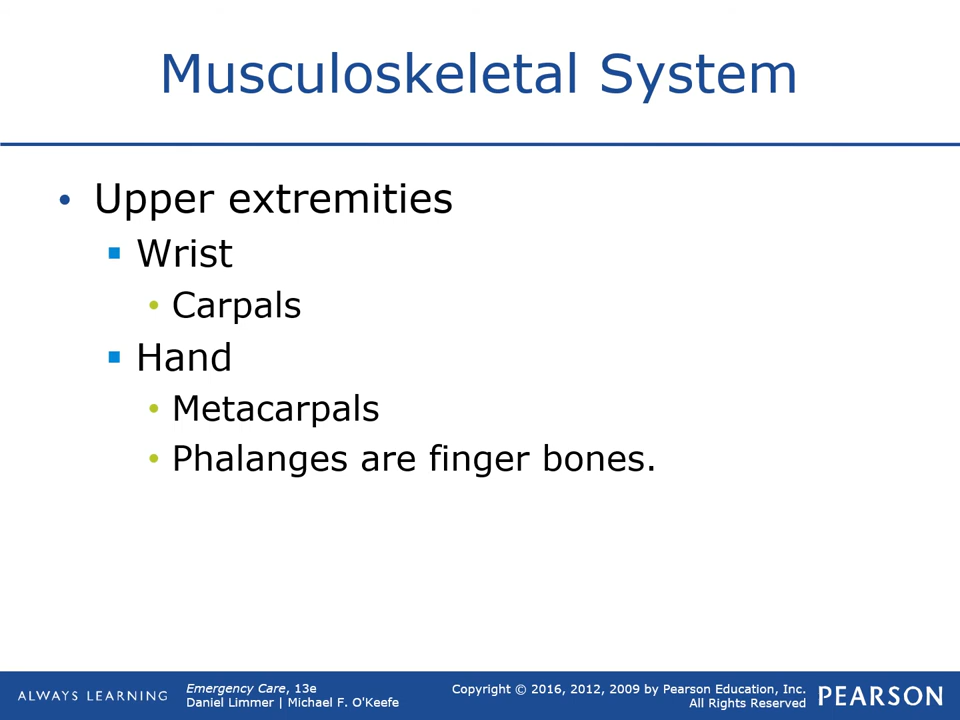 Musculoskeletal System
• Upper extremities
▪ Wrist
• Carpals
▪ Hand
• Metacarpals
• Phalanges are finger bones.
ALWAYS LEARNING
Emergency Care, 13e
Daniel Limmer | Michael F. O'Keefe
Copyright © 2016, 2012, 2009 by Pearson Education, Inc.
All Rights Reserved
PEARSON